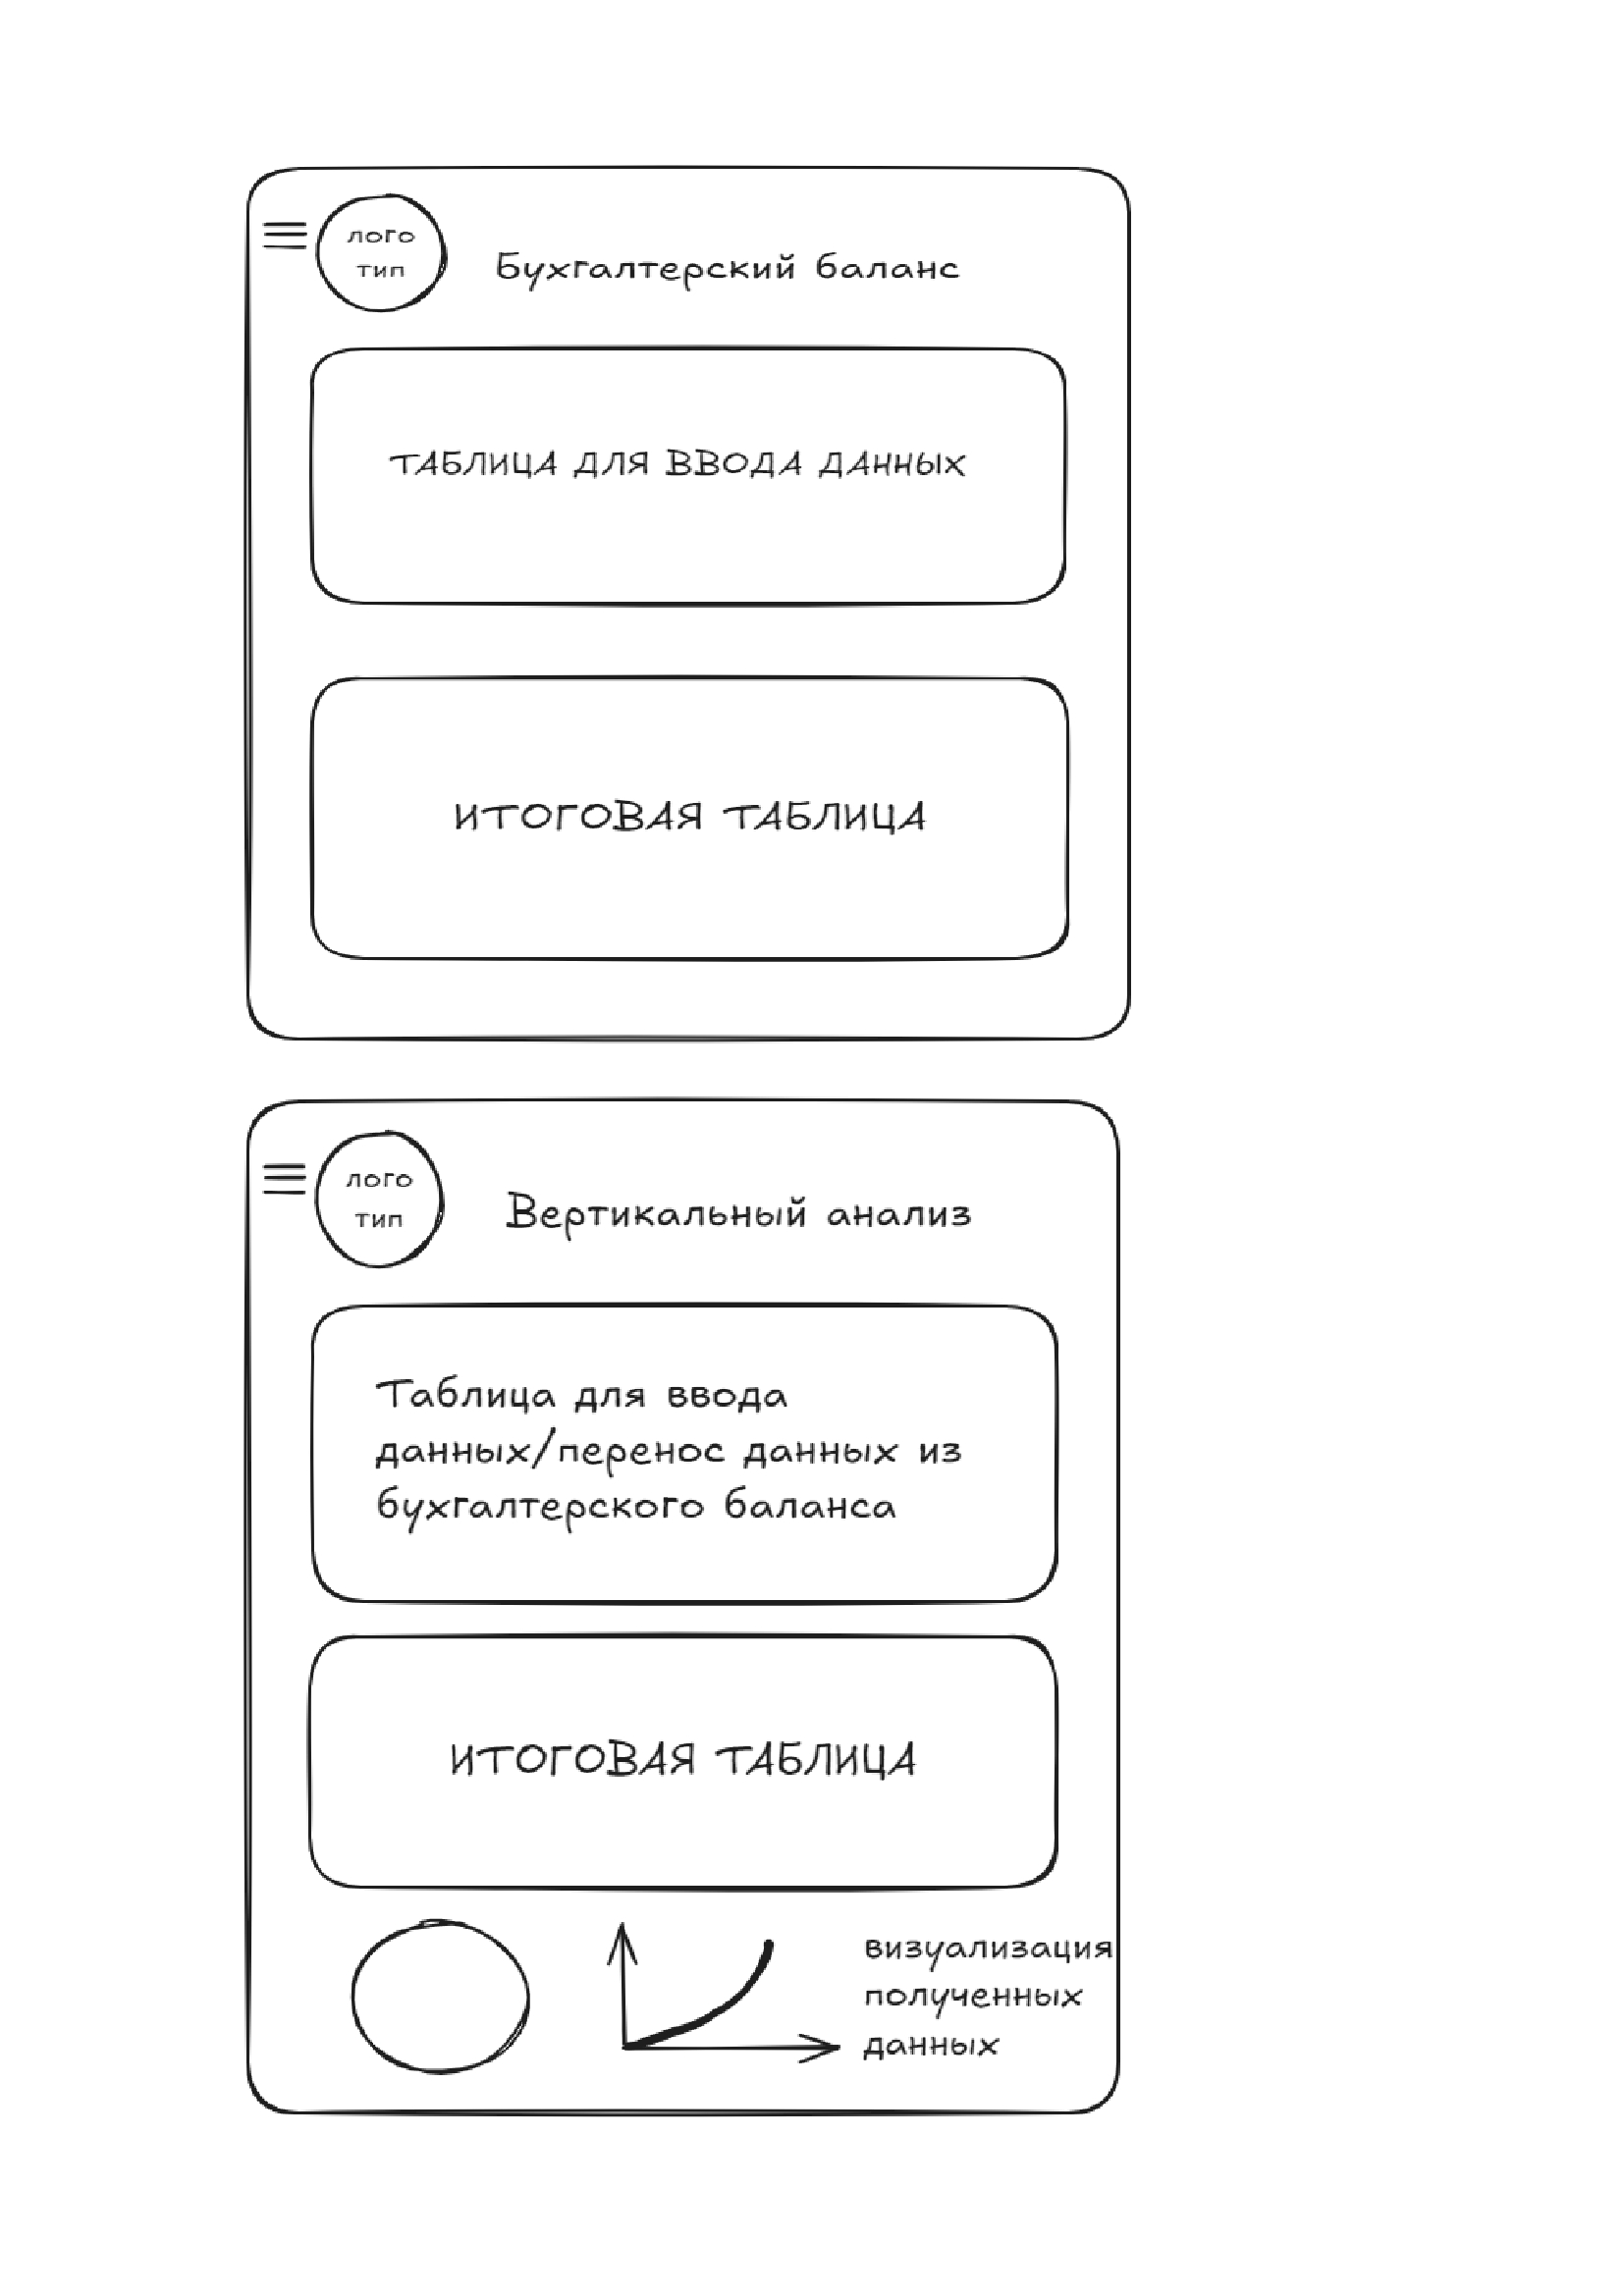 лого
тип
Бухгалтерский баланс
ТАБЛИЦА ДЛЯ ВВОДА ДАННЫХ
ИТОГОВАЯ ТАБЛИЦА
лого
тип
Вертикальный анализ
Таблица для ввода
данных/перенос данных из
бухгалтерского баланса
ИТОГОВАЯ ТАБЛИЦА
визуализация
полученных
данных